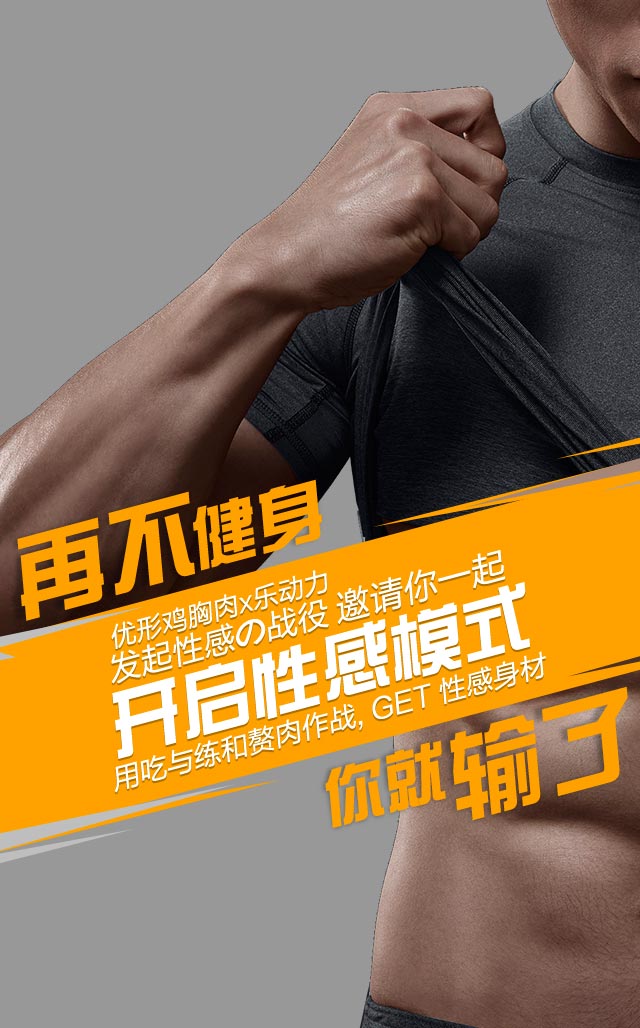 再不健身
优形鸡胸肉x乐动力
发起性感の战役 邀请你一起
开启性感模式
用吃与练和赘肉作战, GET 性感身材
你就输了